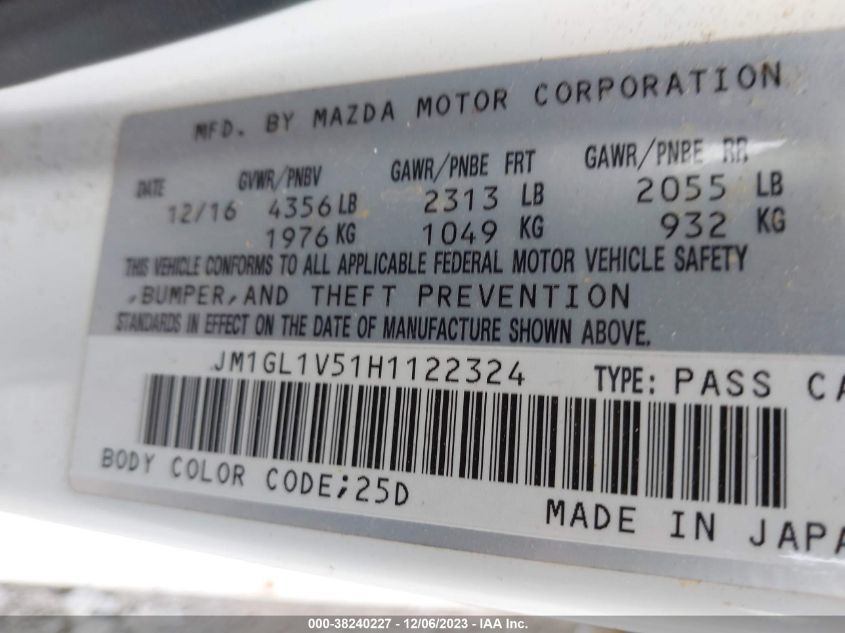 MFD. BY MAZDA MOTOR CORPORATION
DATE GVWR/PNBV GAWR/PNBE FRT GAWR/PNBE RR
12/16 4356 LB 2313 LB 2055 LB
1976 KG 1049 KG 932 KG
THIS VEHICLE CONFORMS TO ALL APPLICABLE FEDERAL MOTOR VEHICLE SAFETY
,BUMPER,AND THEFT PREVENTION
STANDARDS IN EFFECT ON THE DATE OF MANUFACTURE SHOWN ABOVE.
JM1GL1V51H1122324 TYPE: PASS CA
BODY COLOR CODE;25D
MADE IN JAPA
000-38240227 - 12/06/2023 - IAA Inc.